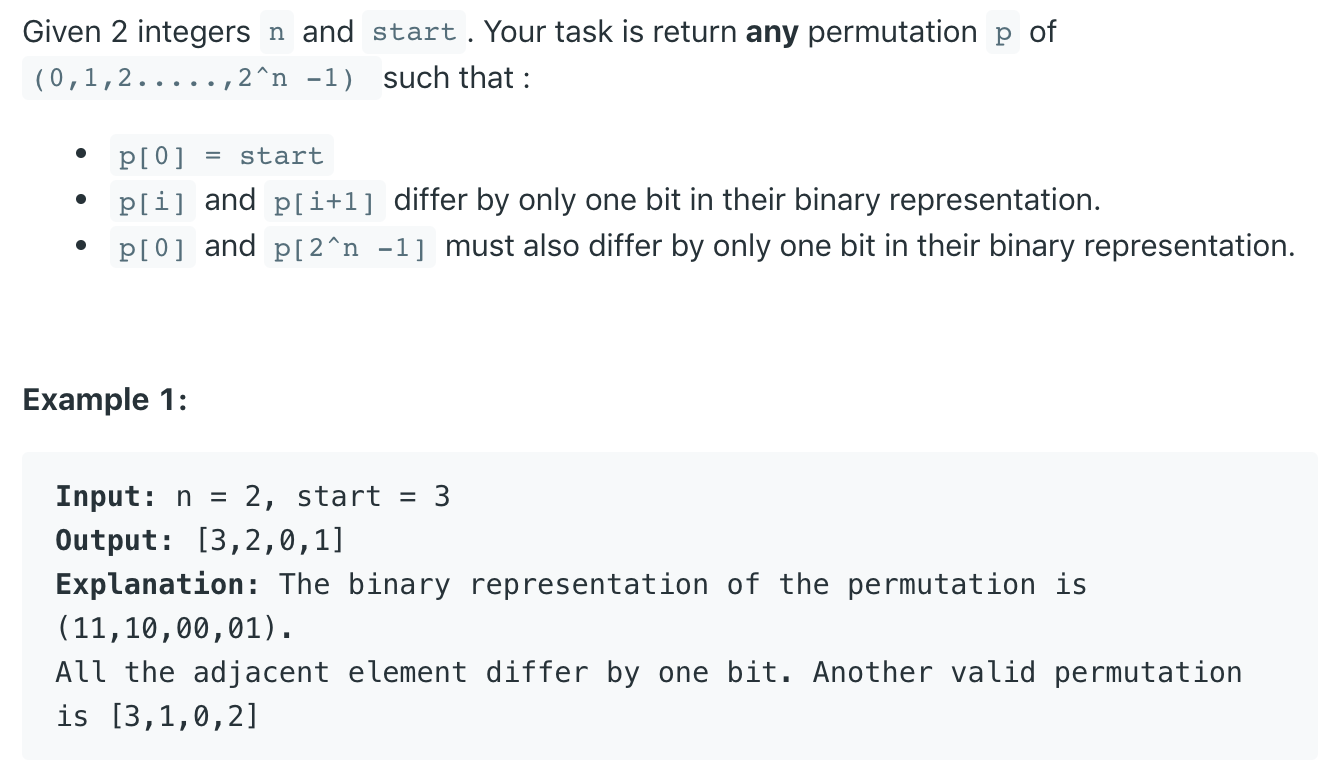 Given 2 integers n and start . Your task is return any permutation p of
(0,1,2.....,2^n -1) such that :
• p[0] = start
• p[i] and p[i+1] differ by only one bit in their binary representation.
• p[0] and p[2^n -1] must also differ by only one bit in their binary representation.
Example 1:
Input: n = 2, start = 3
Output: [3,2,0,1]
Explanation: The binary representation of the permutation is
(11,10,00,01).
All the adjacent element differ by one bit. Another valid permutation
is [3,1,0,2]